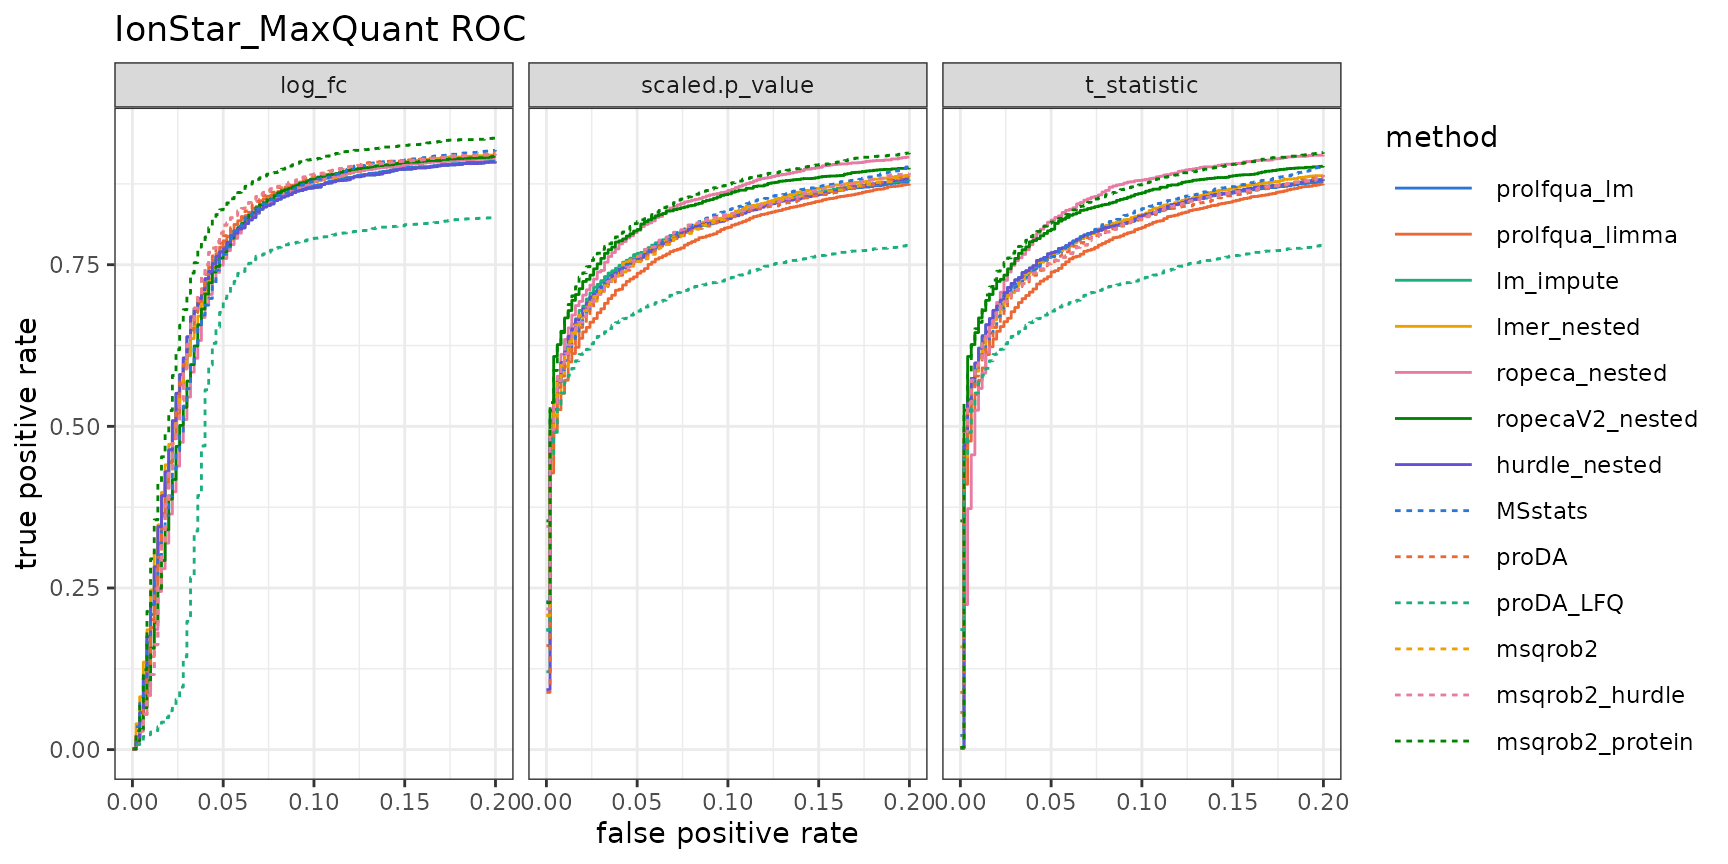 IonStar_MaxQuant ROC
log_fc
scaled.p_value
t_statistic
true positive rate
0.75
0.50
0.25
0.00
0.00 0.05 0.10 0.15 0.20
0.00 0.05 0.10 0.15 0.20
0.00 0.05 0.10 0.15 0.20
false positive rate
method
prolfqua_lm
prolfqua_limma
lm_impute
lmer_nested
ropeca_nested
ropecaV2_nested
hurdle_nested
MSstats
proDA
proDA_LFQ
msqrob2
msqrob2_hurdle
msqrob2_protein